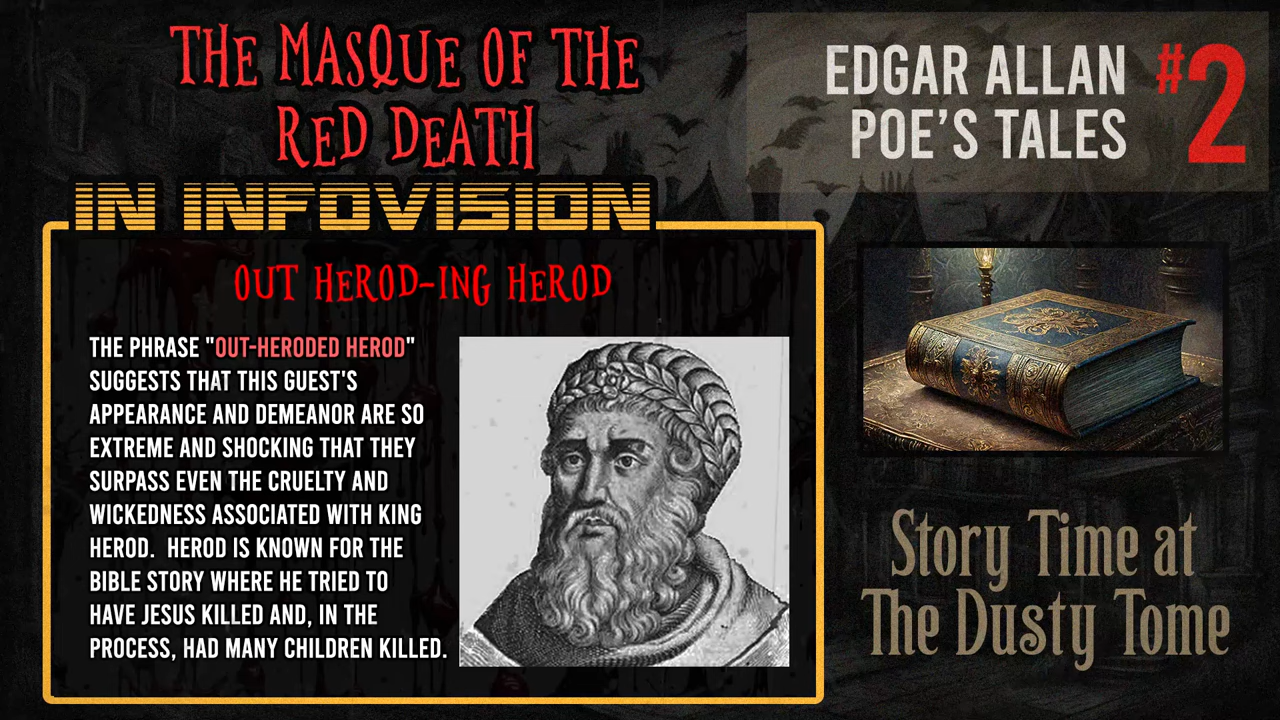 THE MASQUE OF THE
RED DEATH
IN INFOVISION
EDGAR ALLAN
POE'S TALES
#2
OUT HEROD-ING HEROD
THE PHRASE "OUT-HERODED HEROD"
SUGGESTS THAT THIS GUEST'S
APPEARANCE AND DEMEANOR ARE SO
EXTREME AND SHOCKING THAT THEY
SURPASS EVEN THE CRUELTY AND
WICKEDNESS ASSOCIATED WITH KING
HEROD.  HEROD IS KNOWN FOR THE
BIBLE STORY WHERE HE TRIED TO
HAVE JESUS KILLED AND, IN THE
PROCESS, HAD MANY CHILDREN KILLED.
Story Time at
The Dusty Tome